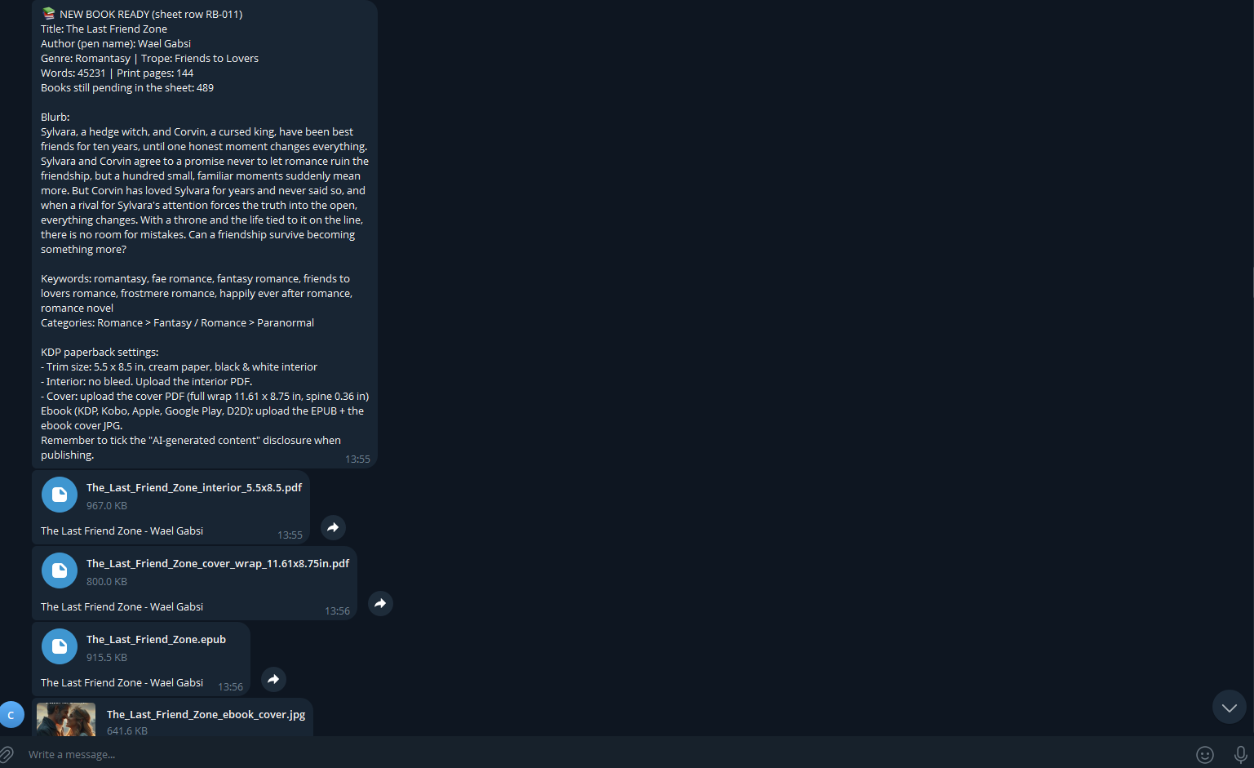 📚 NEW BOOK READY (sheet row RB-011)
Title: The Last Friend Zone
Author (pen name): Wael Gabsi
Genre: Romantasy | Trope: Friends to Lovers
Words: 45231 | Print pages: 144
Books still pending in the sheet: 489
Blurb:
Sylvara, a hedge witch, and Corvin, a cursed king, have been best
friends for ten years, until one honest moment changes everything.
Sylvara and Corvin agree to a promise never to let romance ruin the
friendship, but a hundred small, familiar moments suddenly mean
more. But Corvin has loved Sylvara for years and never said so, and
when a rival for Sylvara's attention forces the truth into the open,
everything changes. With a throne and the life tied to it on the line,
there is no room for mistakes. Can a friendship survive becoming
something more?
Keywords: romantasy, fae romance, fantasy romance, friends to
lovers romance, frostmere romance, happily ever after romance,
romance novel
Categories: Romance > Fantasy / Romance > Paranormal
KDP paperback settings:
- Trim size: 5.5 x 8.5 in, cream paper, black & white interior
- Interior: no bleed. Upload the interior PDF.
- Cover: upload the cover PDF (full wrap 11.61 x 8.75 in, spine 0.36 in)
Ebook (KDP, Kobo, Apple, Google Play, D2D): upload the EPUB + the
ebook cover JPG.
Remember to tick the "AI-generated content" disclosure when
publishing.
13:55
The_Last_Friend_Zone_interior_5.5x8.5.pdf
967.0 KB
The Last Friend Zone - Wael Gabsi
13:55
The_Last_Friend_Zone_cover_wrap_11.61x8.75in.pdf
800.0 KB
The Last Friend Zone - Wael Gabsi
13:56
The_Last_Friend_Zone.epub
915.5 KB
The Last Friend Zone - Wael Gabsi
13:56
C
The_Last_Friend_Zone_ebook_cover.jpg
641.6 KB
Write a message...